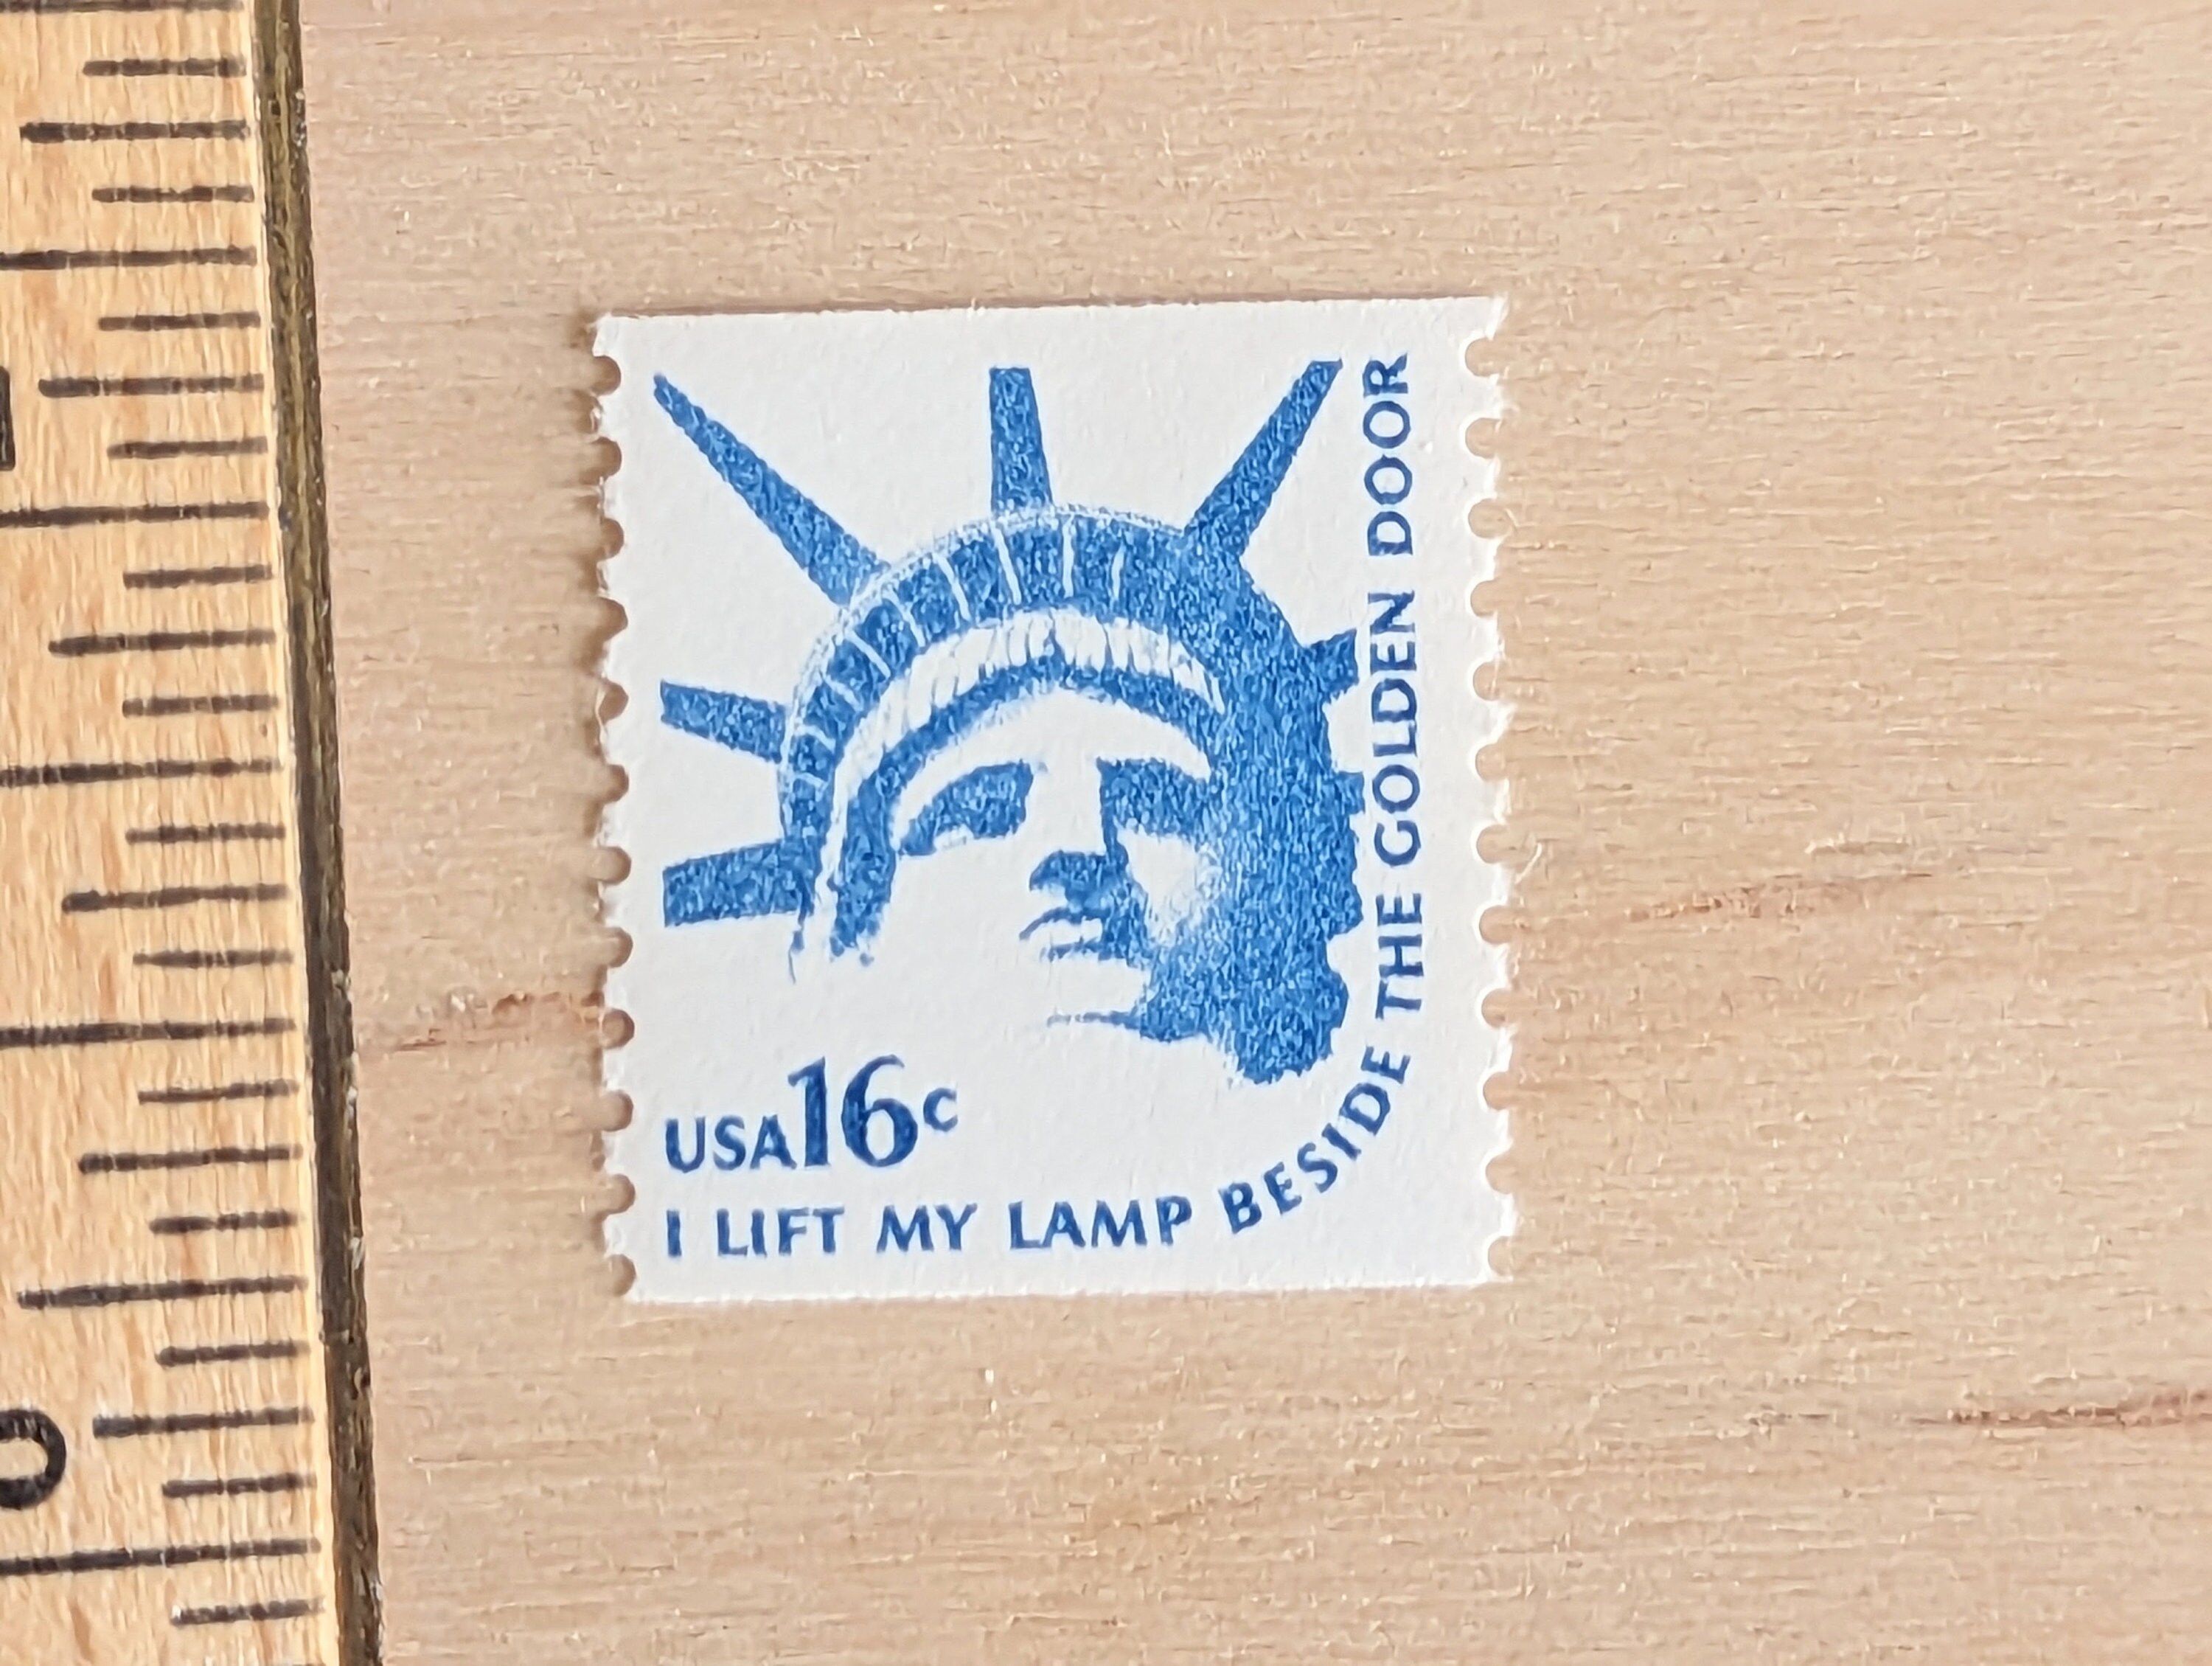 USA16c
I LIFT MY LAMP BESIDE THE GOLDEN DOOR